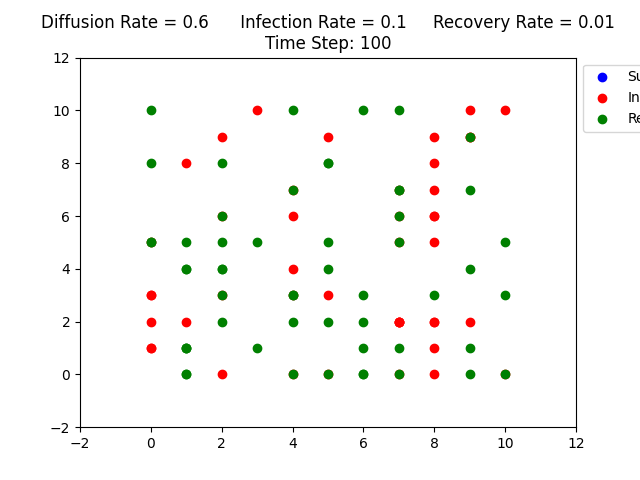 Diffusion Rate = 0.6 Infection Rate = 0.1 Recovery Rate = 0.01
Time Step: 100
12
10
8
6
4
2
0
−2
−2 0 2 4 6 8 10 12
Su
In
Re